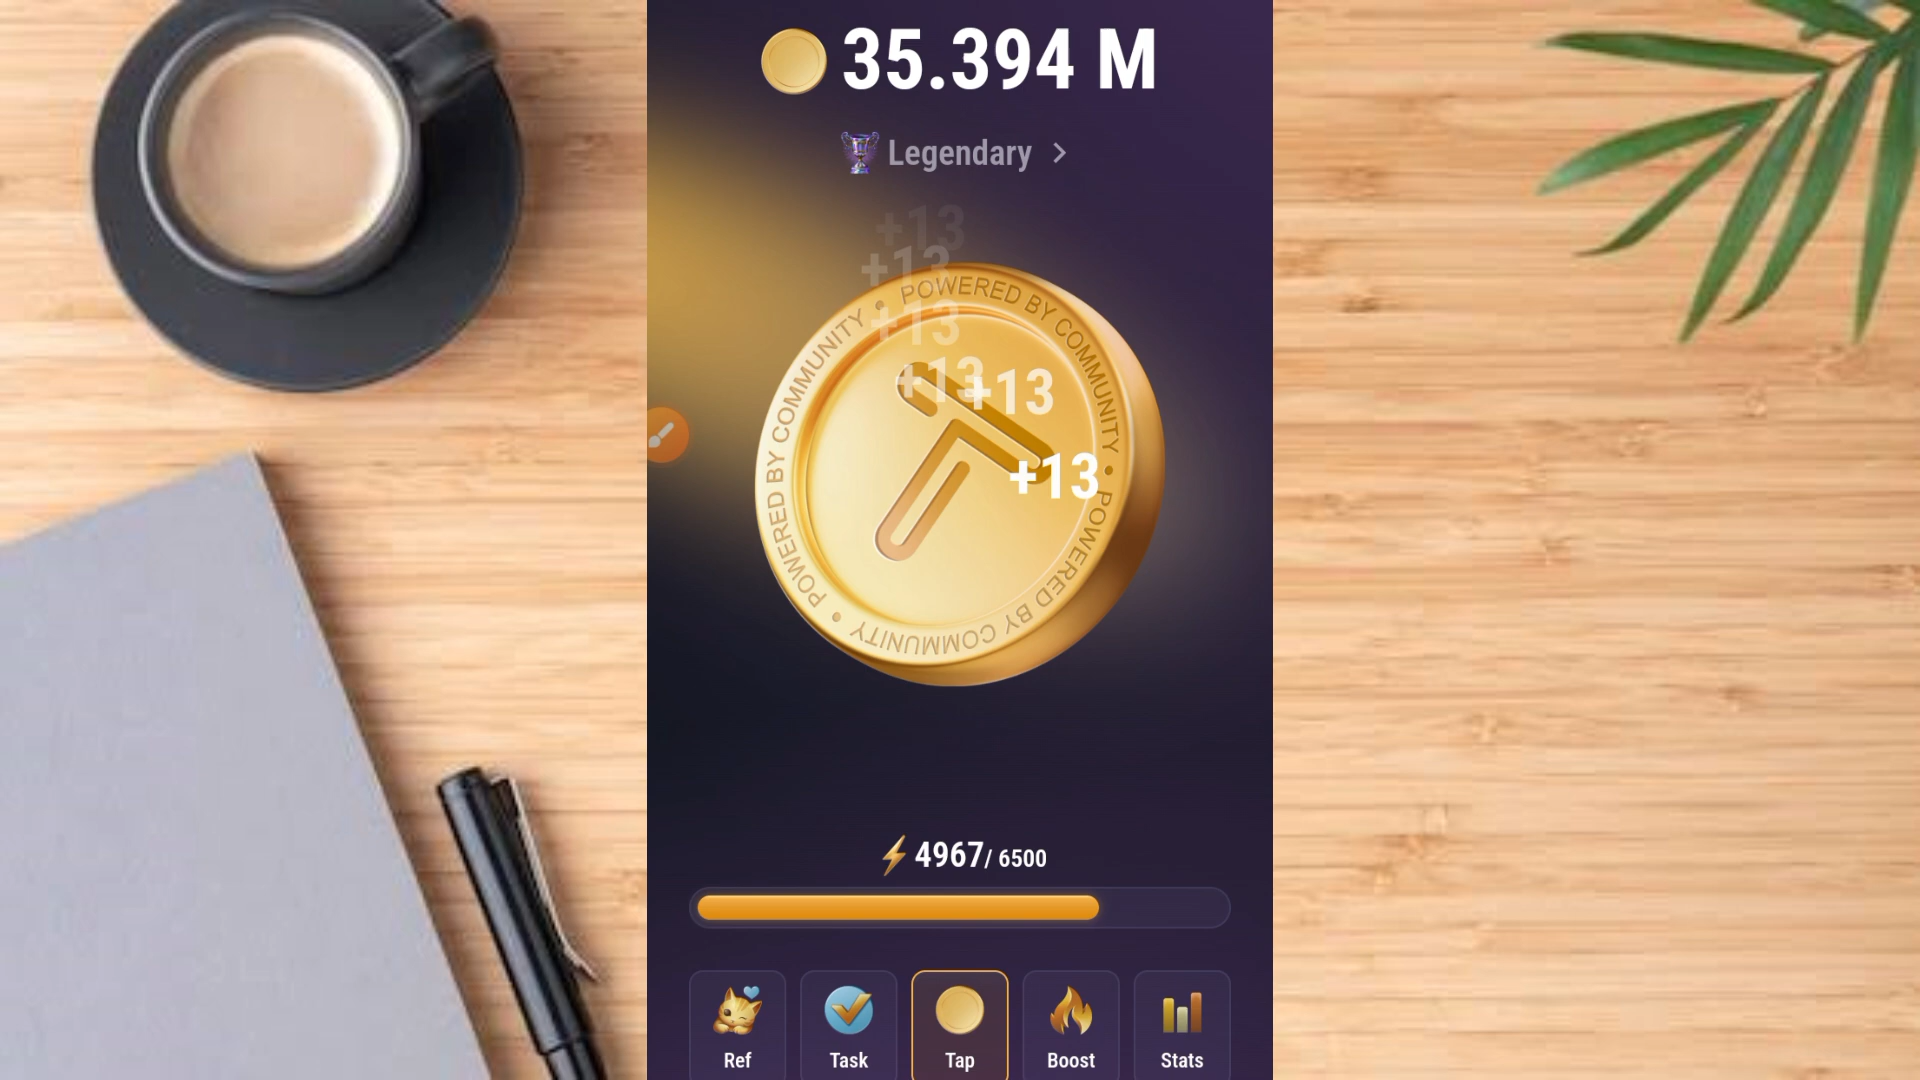 35.394 M
Legendary
+13
+13
+13
+13
+13
+13
POWERED BY COMMUNITY • POWERED BY COMMUNITY • POWERED BY COMMUNITY •
4967/ 6500
Ref
Task
Tap
Boost
Stats